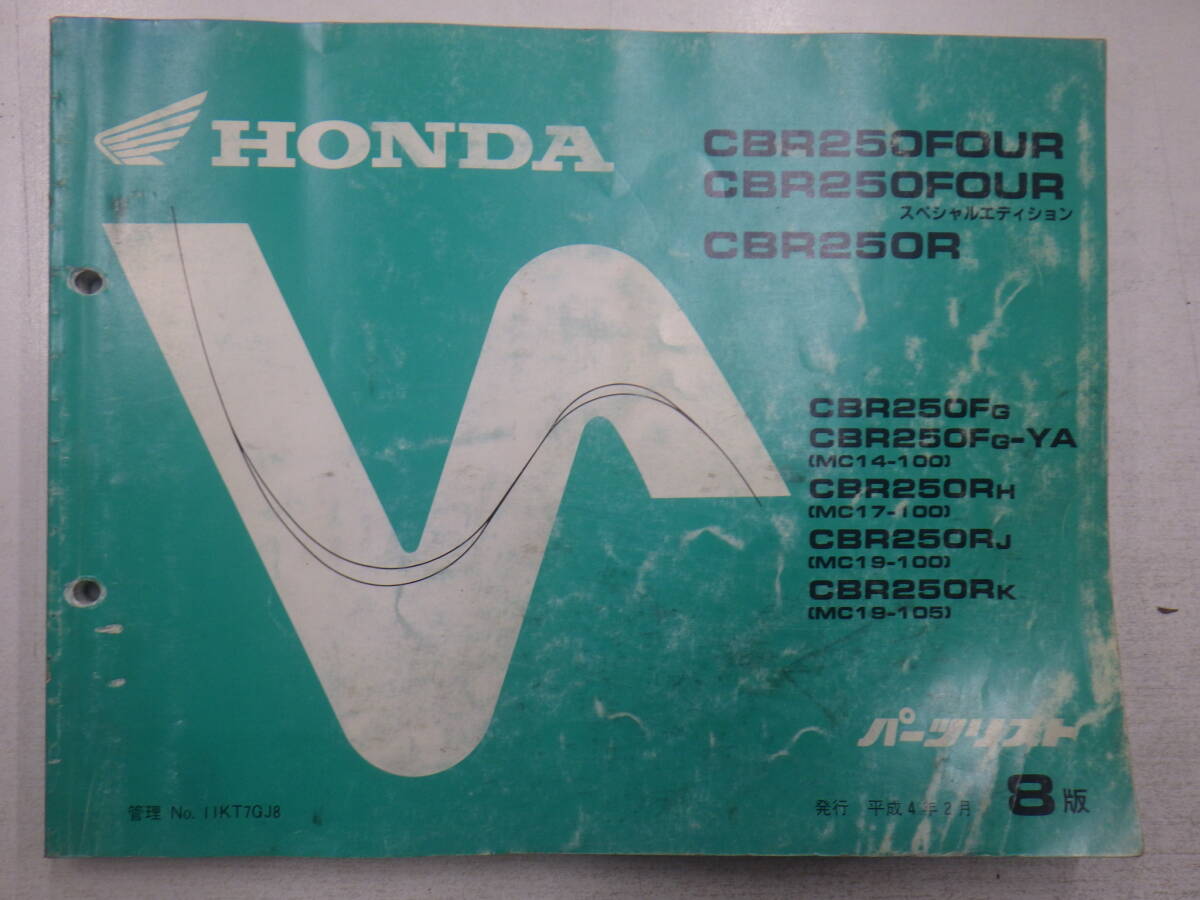 HONDA
CBR250FOUR
CBR250FOUR
スペシャルエディション
CBR250R
CBR250FG
CBR250FG-YA
(MC14-100)
CBR250RH
(MC17-100)
CBR250RJ
(MC19-100)
CBR250RK
(MC19-105)
パーツリスト
管理 No. 11KT7GJ8
発行 平成4年2月 8版